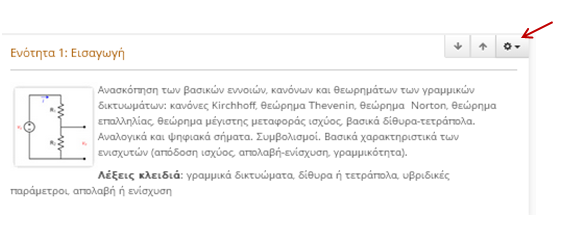 Ενότητα 1: Εισαγωγή
Ανασκόπηση των βασικών εννοιών, κανόνων και θεωρημάτων των γραμμικών
δικτυωμάτων: κανόνες Kirchhoff, θεώρημα Thevenin, θεώρημα Norton, θεώρημα
επαλληλίας, θεώρημα μέγιστης μεταφοράς ισχύος, βασικά δίθυρα-τετράπολα.
Αναλογικά και ψηφιακά σήματα. Συμβολισμοί. Βασικά χαρακτηριστικά των
ενισχυτών (απόδοση ισχύος, απολαβή-ενίσχυση, γραμμικότητα).
Λέξεις κλειδιά: γραμμικά δικτυώματα, δίθυρα ή τετράπολα, υβριδικές
παράμετροι, απολαβή ή ενίσχυση